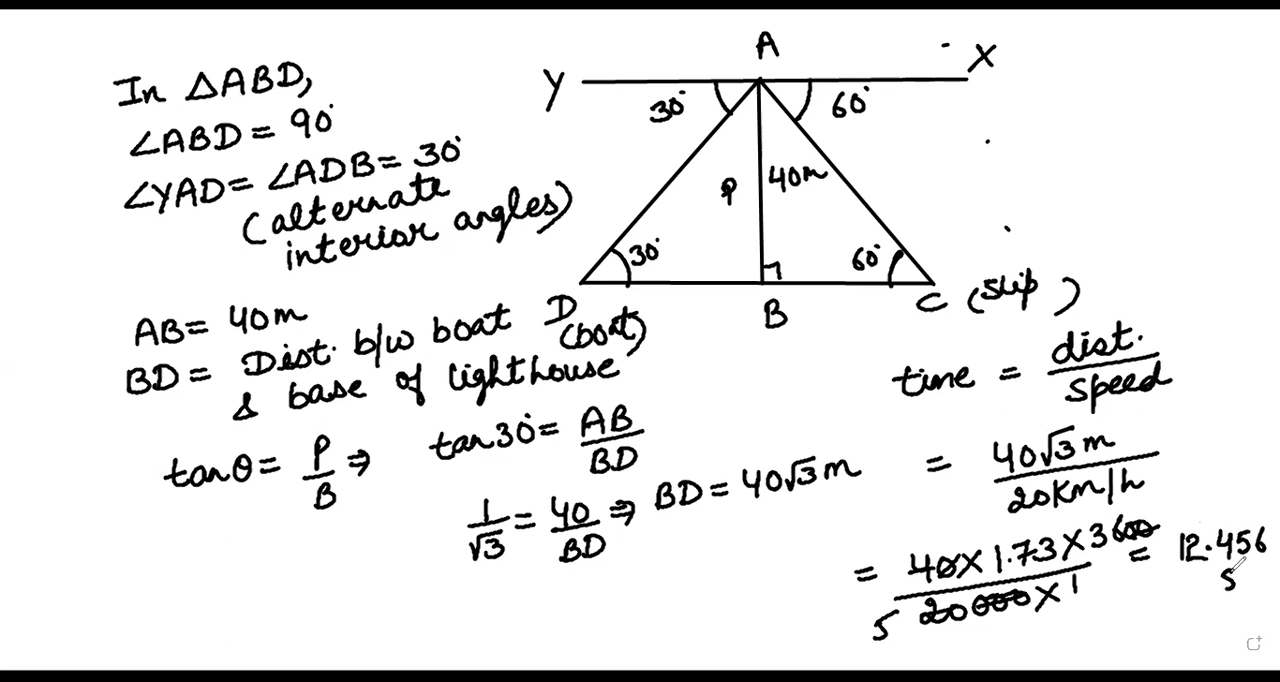 In △ABD,
∠ABD = 90°
∠YAD = ∠ADB = 30°
(alternate
interior angles)
A
Y
X
30°
60°
P
40m
30°
60°
D
(boat)
B
C (Ship)
AB = 40m
BD = Dist. b/w boat
& base of lighthouse
tanθ = P/B ⇒ tan30° = AB/BD
1/√3 = 40/BD ⇒ BD = 40√3 m
time = dist./speed
= 40√3 m/20Km/h
= 40 X 1.73 X 3600/20000 X 1 = 12.456
5
s